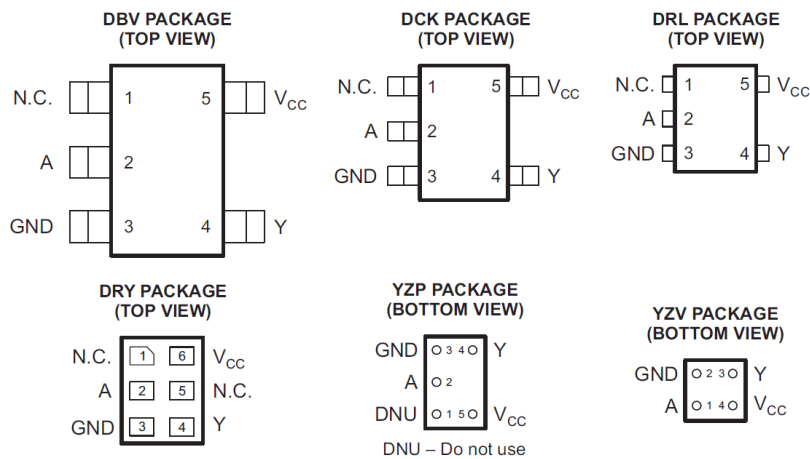 DBV PACKAGE
(TOP VIEW)
N.C. 1 5 VCC
A 2
GND 3 4 Y
DCK PACKAGE
(TOP VIEW)
N.C. 1 5 VCC
A 2
GND 3 4 Y
DRL PACKAGE
(TOP VIEW)
N.C. 1 5 VCC
A 2
GND 3 4 Y
DRY PACKAGE
(TOP VIEW)
N.C. 1 6 VCC
A 2 5 N.C.
GND 3 4 Y
YZP PACKAGE
(BOTTOM VIEW)
GND 3 4 Y
A 2
DNU 1 5 VCC
DNU – Do not use
YZV PACKAGE
(BOTTOM VIEW)
GND 2 3 Y
A 1 4 VCC